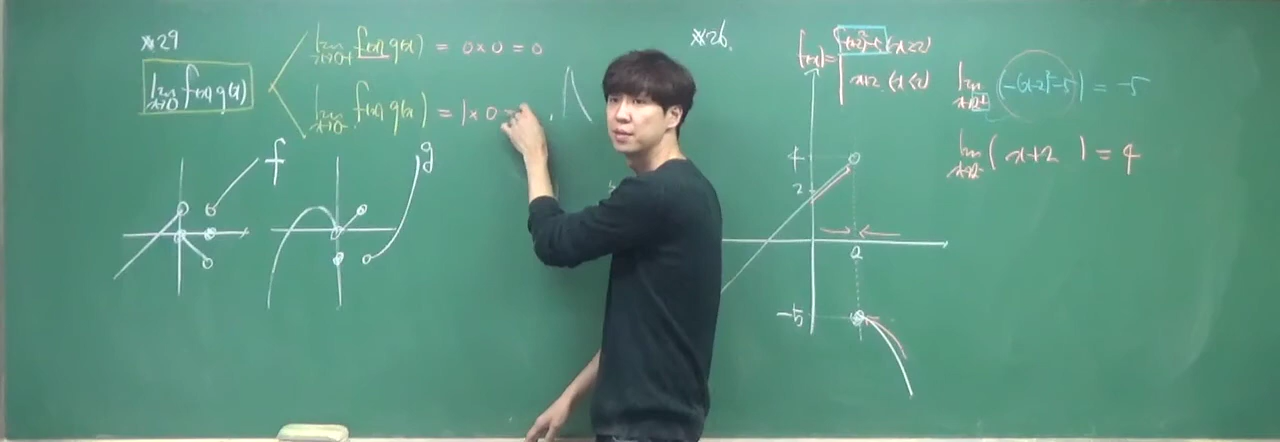 ※29
lim x→0 f(x)g(x)
lim x→0+ f(x)g(x) = 0×0 = 0
lim x→0- f(x)g(x) = 1×0 =
f
g
※26.
f(x)=
x+2 (x<2)
4
2
2
-5
lim x→2+ (-(x-2)²-5) = -5
lim x→2- (x+2) = 4